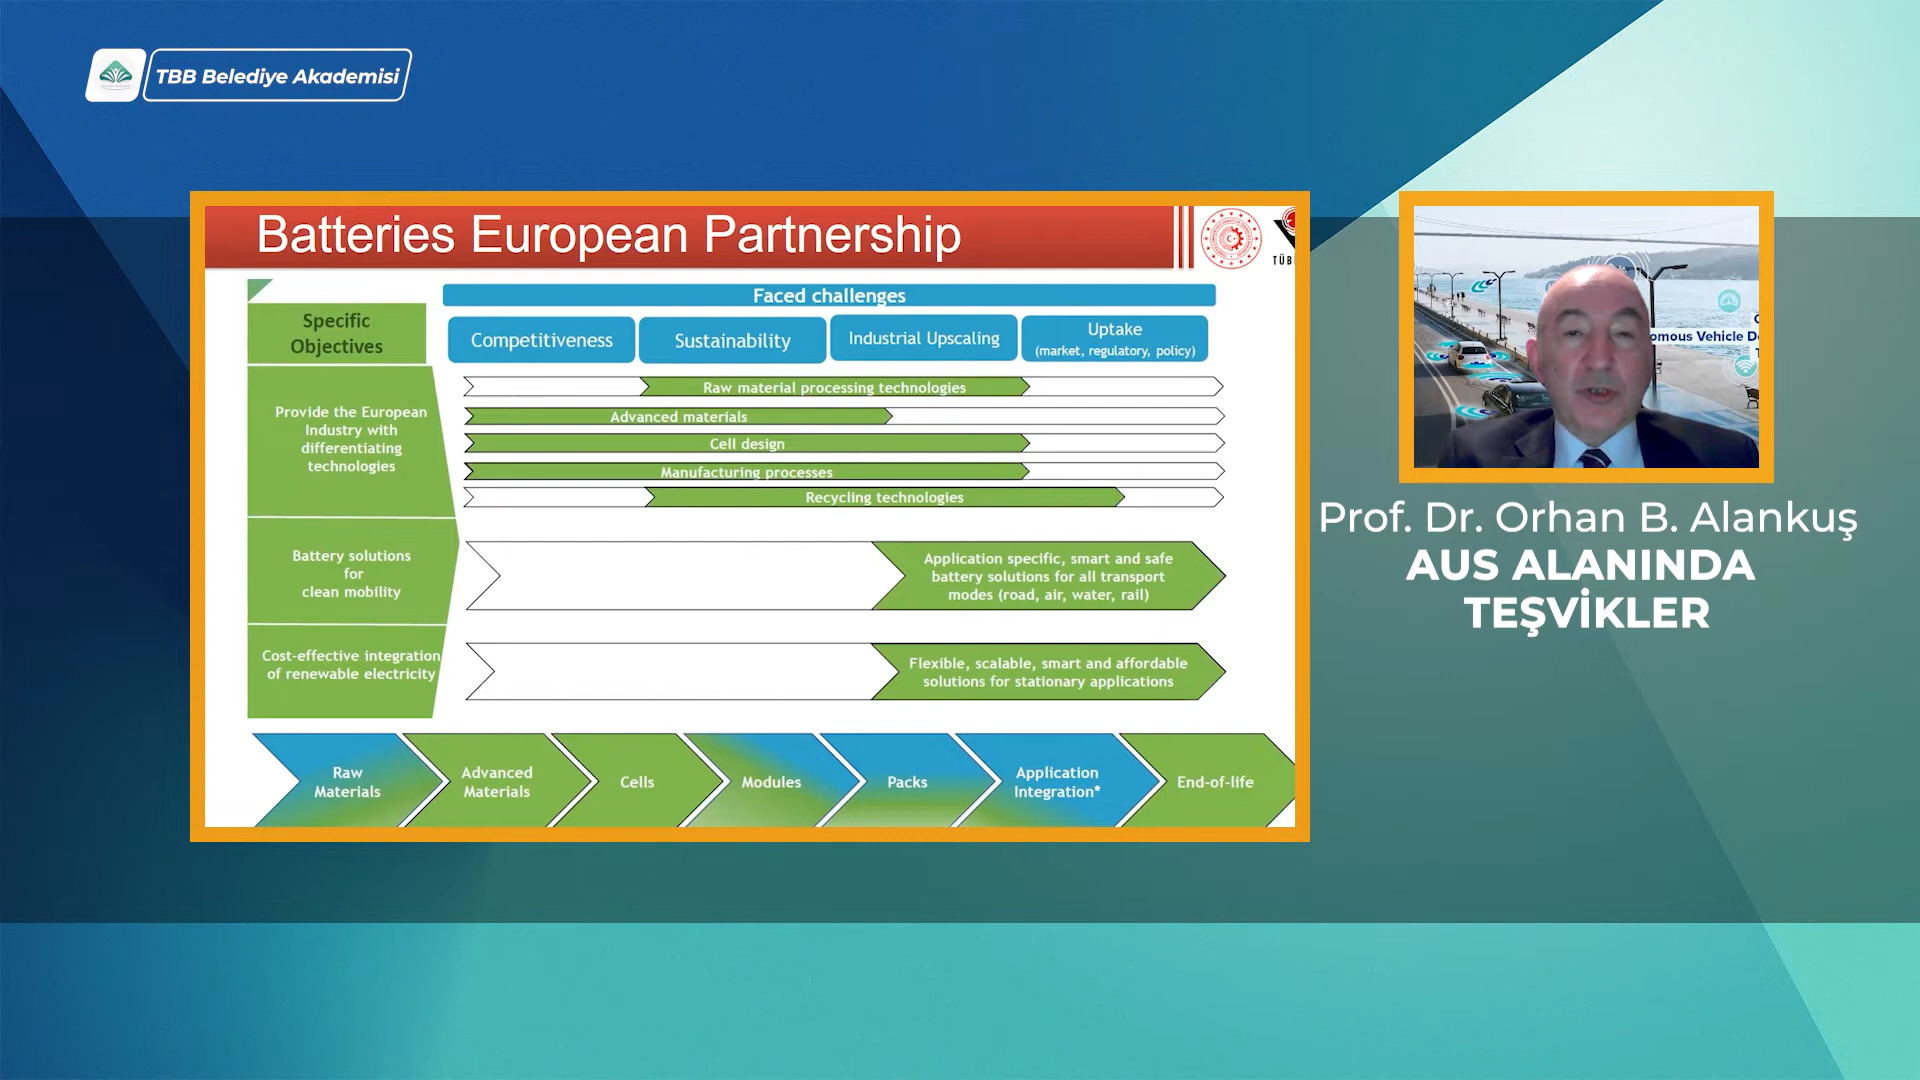 TBB Belediye Akademisi
Batteries European Partnership
Faced challenges
Specific
Objectives
Competitiveness
Sustainability
Industrial Upscaling
Uptake
(market, regulatory, policy)
Provide the European
Industry with
differentiating
technologies
Raw material processing technologies
Advanced materials
Cell design
Manufacturing processes
Recycling technologies
Battery solutions
for
clean mobility
Application specific, smart and safe
battery solutions for all transport
modes (road, air, water, rail)
Cost-effective integration
of renewable electricity
Flexible, scalable, smart and affordable
solutions for stationary applications
Raw
Materials
Advanced
Materials
Cells
Modules
Packs
Application
Integration*
End-of-life
Vehicle
Prof. Dr. Orhan B. Alankuş
AUS ALANINDA
TEŞVİKLER